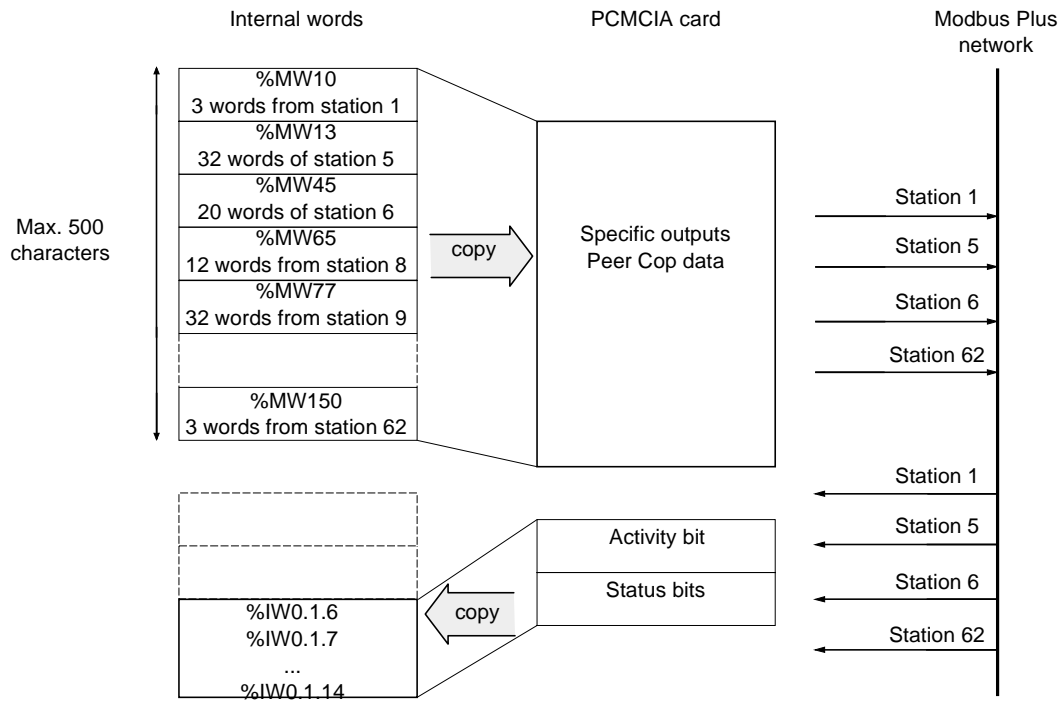 Internal words
PCMCIA card
Modbus Plus
network
%MW10
3 words from station 1
%MW13
32 words of station 5
%MW45
20 words of station 6
%MW65
12 words from station 8
%MW77
32 words from station 9
%MW150
3 words from station 62
Max. 500
characters
copy
Specific outputs
Peer Cop data
Station 1
Station 5
Station 6
Station 62
Station 1
Station 5
Station 6
Station 62
Activity bit
Status bits
copy
%IW0.1.6
%IW0.1.7
...
%IW0.1.14